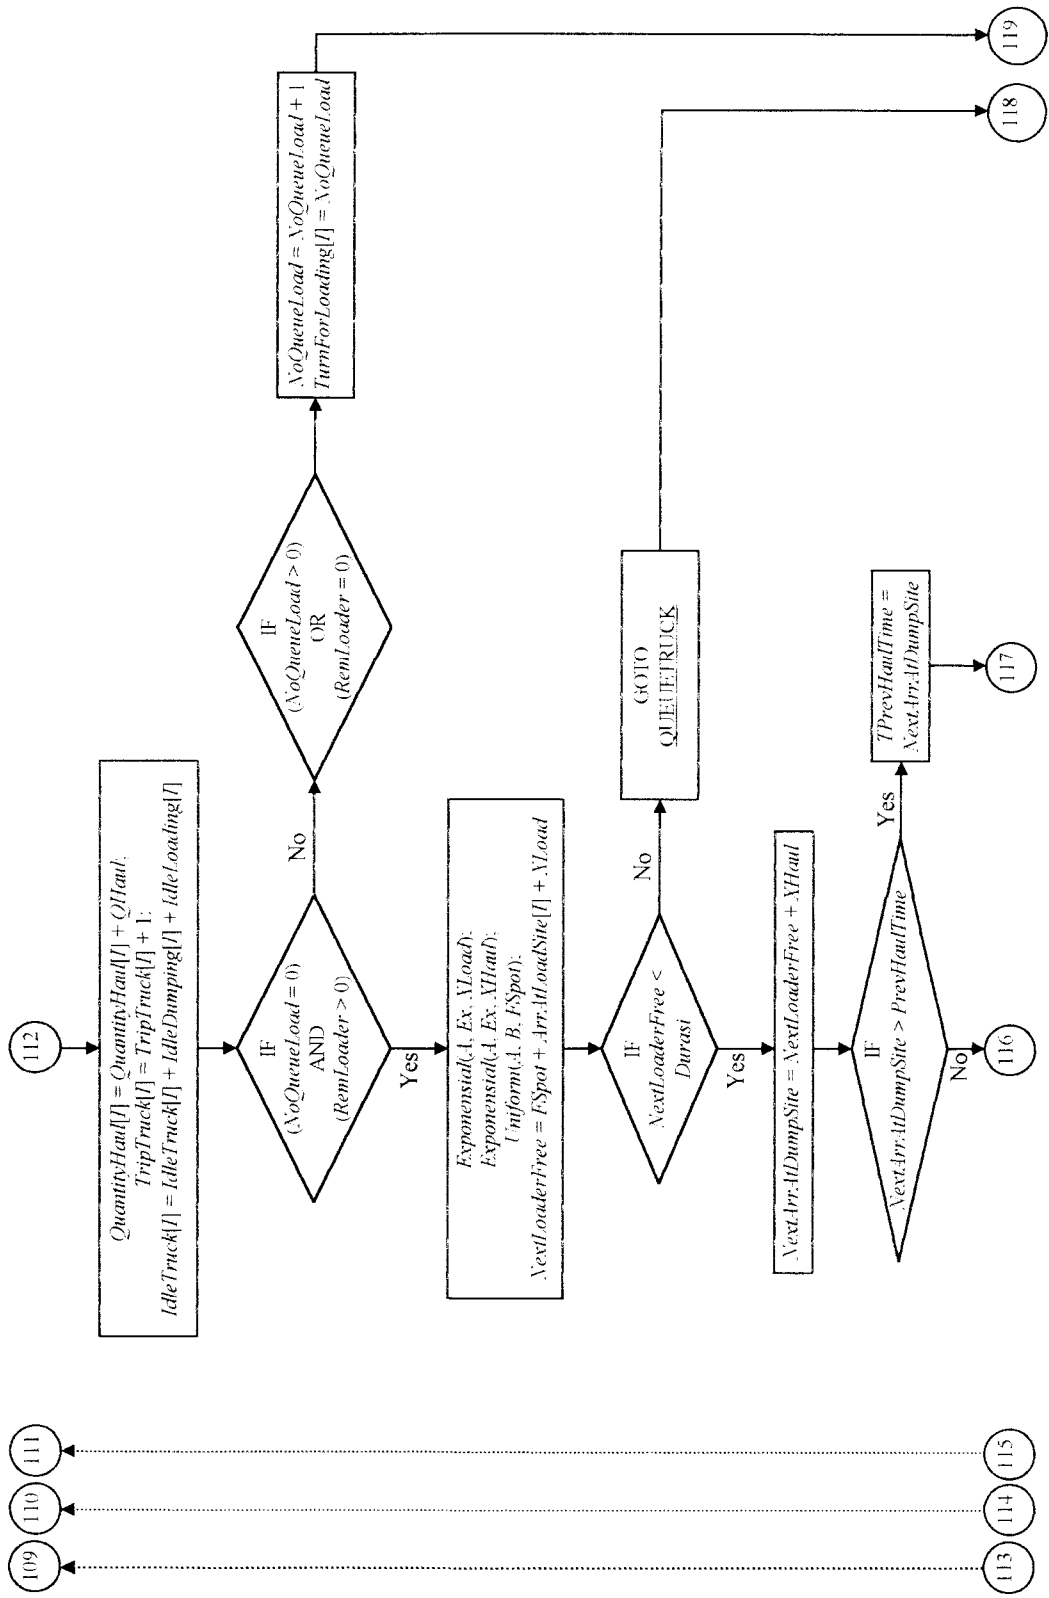 112
QuantityHaul[I] = QuantityHaul[I] + QHaul;
TripTruck[I] = TripTruck[I] + 1;
IdleTruck[I] = IdleTruck[I] + IdleDumping[I] + IdleLoading[I]
IF
(NoQueueLoad = 0)
AND
(RemLoader > 0)
No
IF
(NoQueueLoad > 0)
OR
(RemLoader = 0)
NoQueueLoad = NoQueueLoad + 1
TurnForLoading[I] = NoQueueLoad
119
Yes
Exponensial(A, Ex, XLoad);
Exponensial(A, Ex, XHaul);
Uniform(A, B, FSpot);
NextLoaderFree = FSpot + ArrAtLoadSite[I] + XLoad
IF
NextLoaderFree <
Durasi
No
GOTO
QUEUETRUCK
118
Yes
NextArrAtDumpSite = NextLoaderFree + XHaul
IF
NextArrAtDumpSite > PrevHaulTime
Yes
TPrevHaulTime =
NextArrAtDumpSite
117
No
116
111
110
109
115
114
113